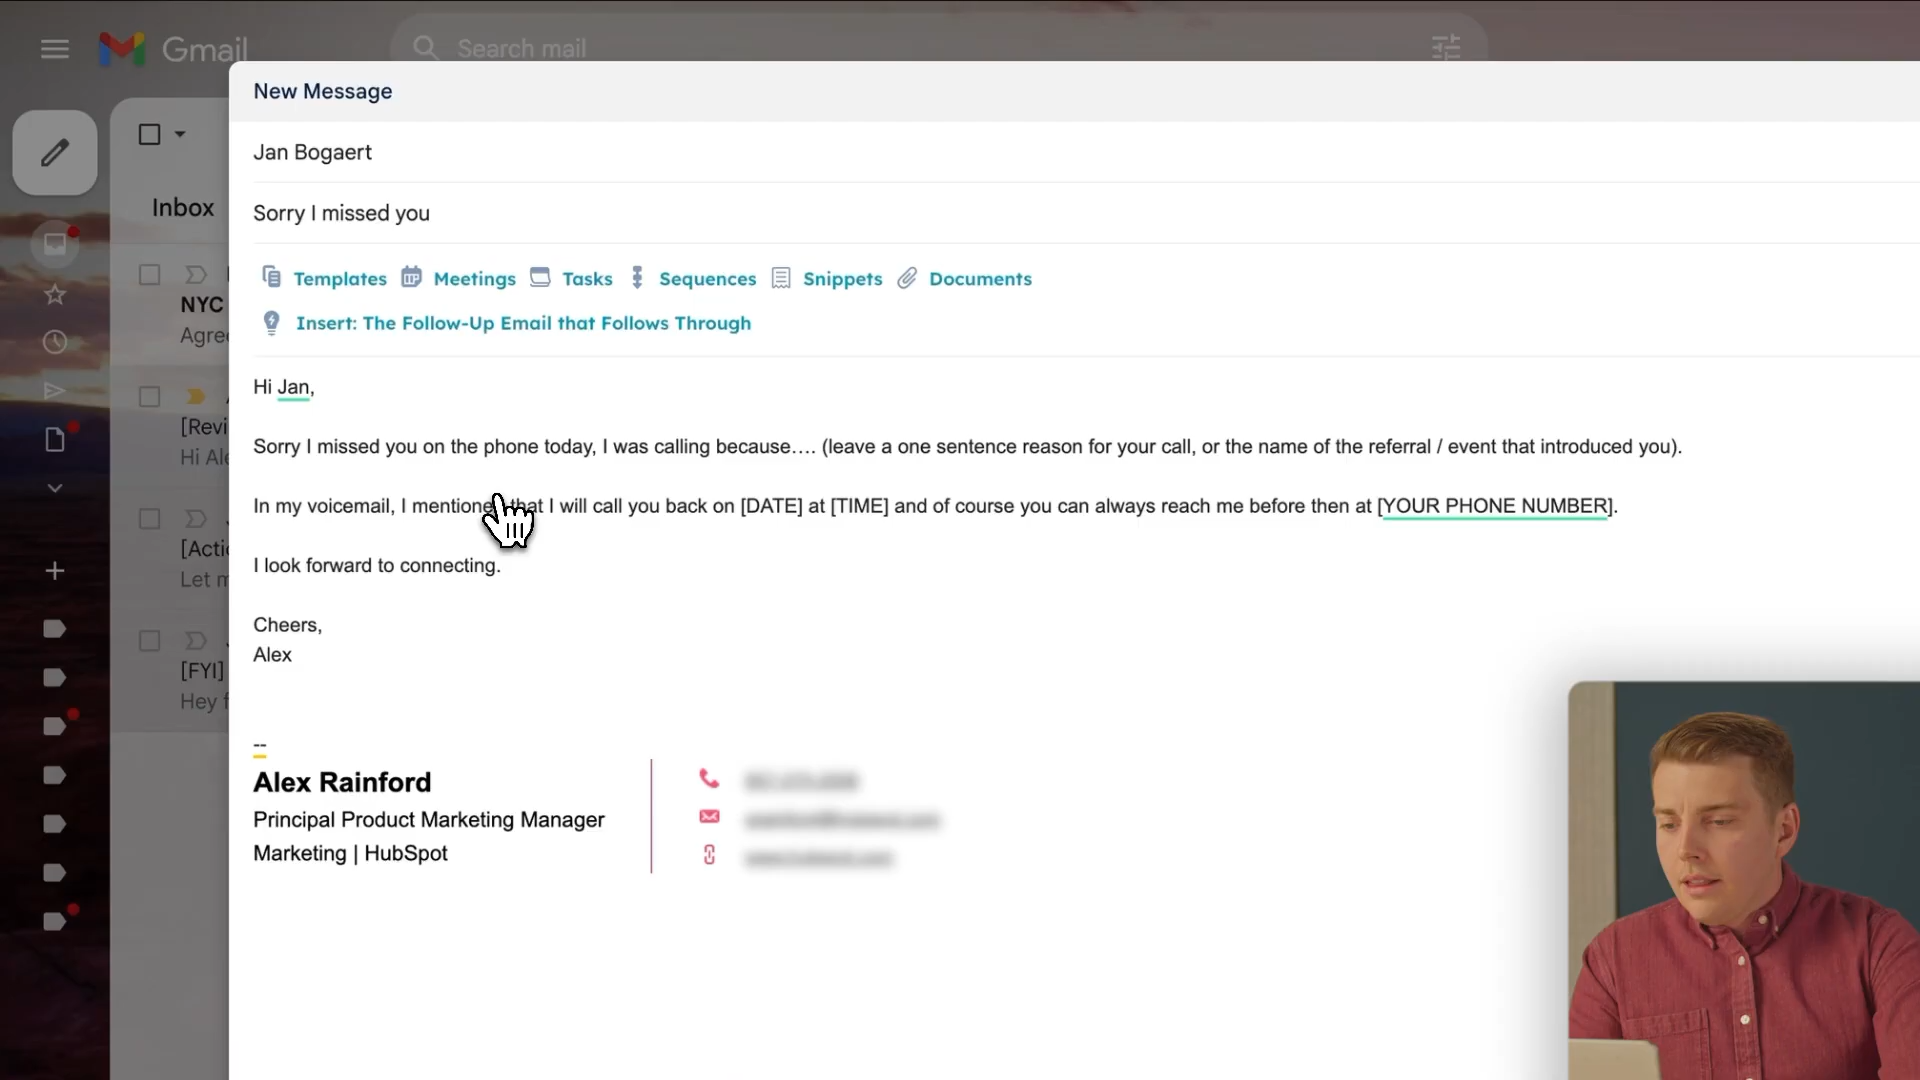 Gmail
Search mail
New Message
Jan Bogaert
Inbox
Sorry I missed you
Templates Meetings Tasks Sequences Snippets Documents
NYC
Insert: The Follow-Up Email that Follows Through
Hi Jan,
[Revi
Sorry I missed you on the phone today, I was calling because…. (leave a one sentence reason for your call, or the name of the referral / event that introduced you).
Hi Ale
In my voicemail, I mentioned that I will call you back on [DATE] at [TIME] and of course you can always reach me before then at [YOUR PHONE NUMBER].
[Actio
Let m
I look forward to connecting.
Cheers,
Alex
[FYI]
Hey f
--
Alex Rainford
Principal Product Marketing Manager
Marketing | HubSpot